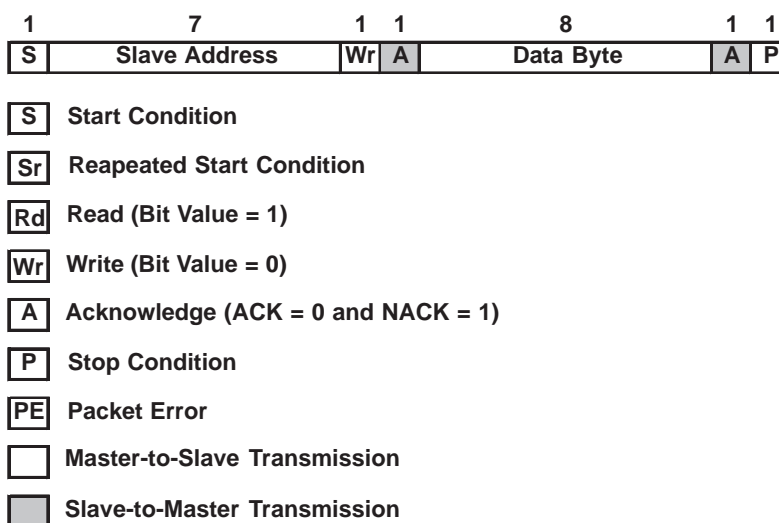 1 7 1 1 8 1 1
S Slave Address Wr A Data Byte A P
S Start Condition
Sr Reapeated Start Condition
Rd Read (Bit Value = 1)
Wr Write (Bit Value = 0)
A Acknowledge (ACK = 0 and NACK = 1)
P Stop Condition
PE Packet Error
Master-to-Slave Transmission
Slave-to-Master Transmission